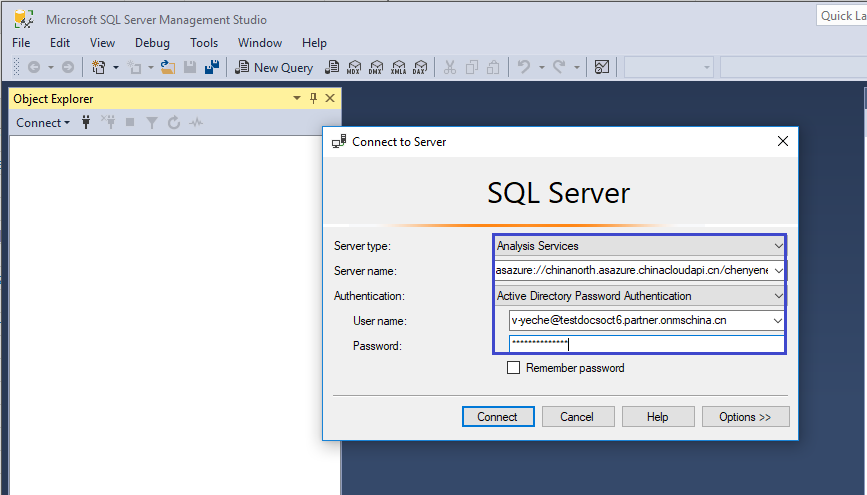 Microsoft SQL Server Management Studio
Quick La
File Edit View Debug Tools Window Help
New Query MDX DMX XMLA DAX
Object Explorer
Connect
Connect to Server
SQL Server
Server type: Analysis Services
Server name: asazure://chinanorth.asazure.chinacloudapi.cn/chenyene
Authentication: Active Directory Password Authentication
User name: v-yeche@testdocsoct6.partner.onmschina.cn
Password: **************
Remember password
Connect Cancel Help Options >>